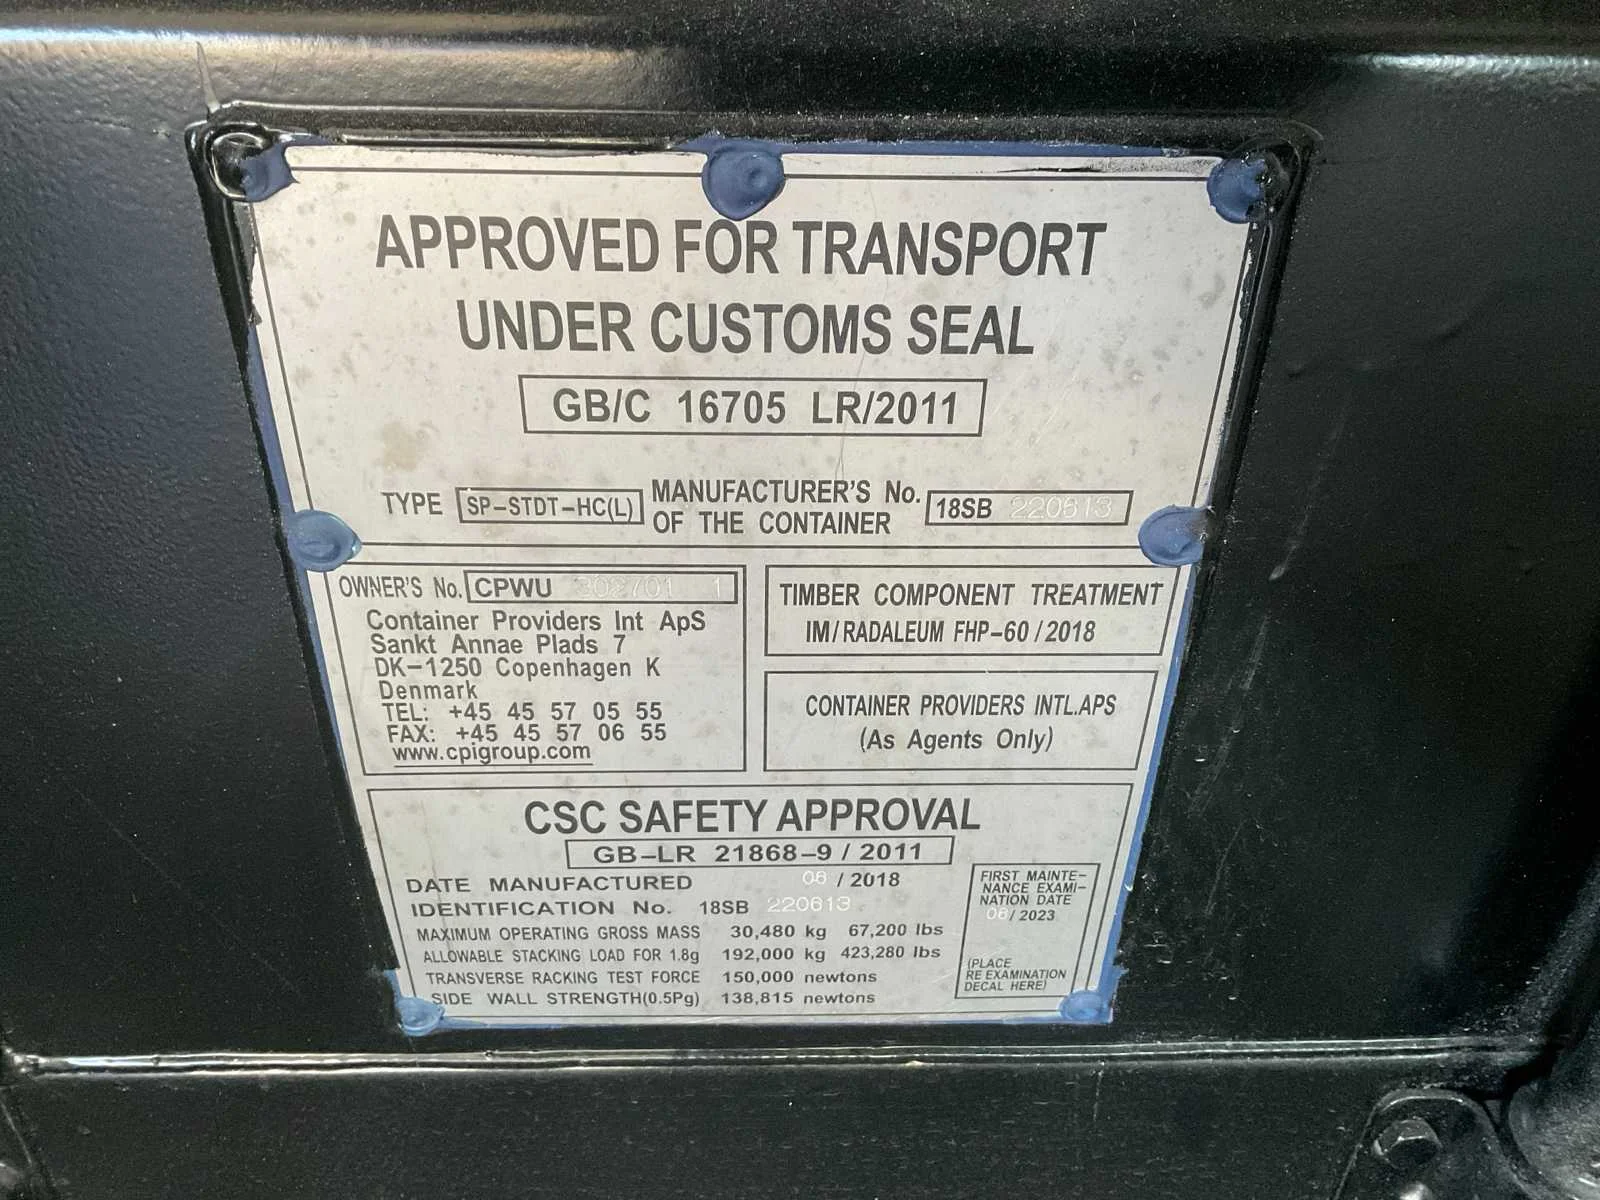 APPROVED FOR TRANSPORT
UNDER CUSTOMS SEAL
GB/C 16705 LR/2011
TYPE SP-STDT-HC(L) MANUFACTURER'S No. OF THE CONTAINER 18SB 220613
OWNER'S No. CPWU 302701 1
Container Providers Int ApS
Sankt Annae Plads 7
DK-1250 Copenhagen K
Denmark
TEL: +45 45 57 05 55
FAX: +45 45 57 06 55
www.cpigroup.com
TIMBER COMPONENT TREATMENT
IM/RADALEUM FHP-60/2018
CONTAINER PROVIDERS INTL.APS
(As Agents Only)
CSC SAFETY APPROVAL
GB-LR 21868-9/2011
DATE MANUFACTURED 06/2018
IDENTIFICATION No. 18SB 220613
MAXIMUM OPERATING GROSS MASS 30,480 kg 67,200 lbs
ALLOWABLE STACKING LOAD FOR 1.8g 192,000 kg 423,280 lbs
TRANSVERSE RACKING TEST FORCE 150,000 newtons
SIDE WALL STRENGTH(0.5Pg) 138,815 newtons
FIRST MAINTE-
NANCE EXAMI-
NATION DATE
06/2023
(PLACE
RE EXAMINATION
DECAL HERE)